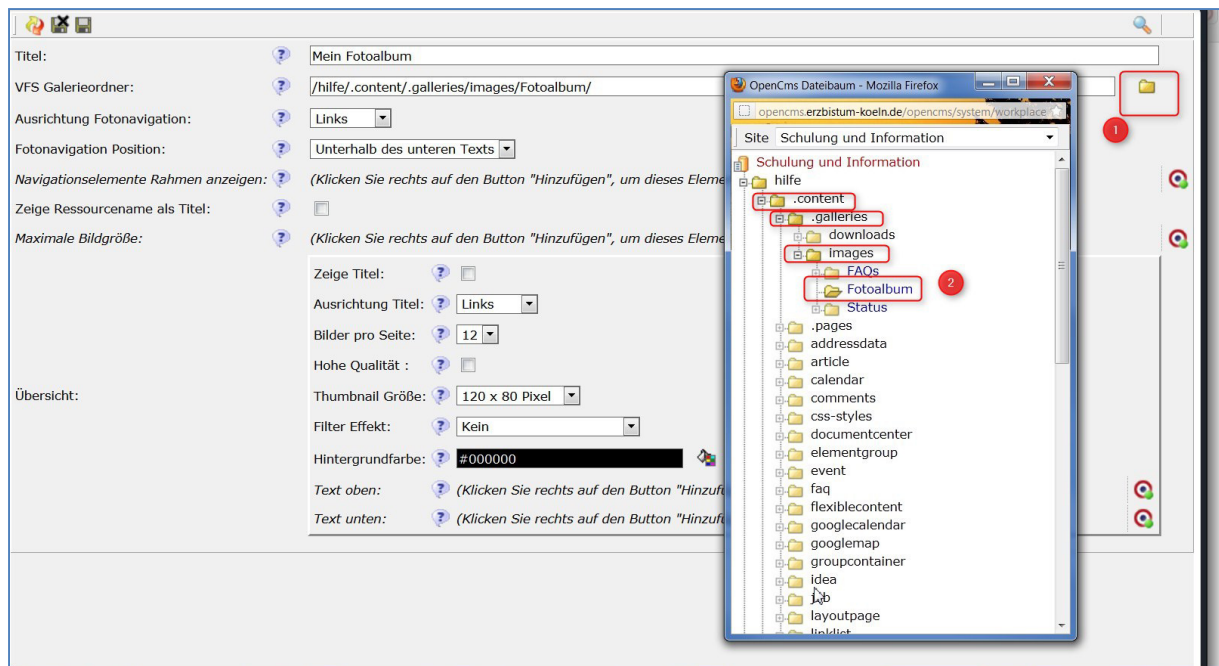 Titel:
Mein Fotoalbum
VFS Galerieordner:
/hilfe/.content/.galleries/images/Fotoalbum/
Ausrichtung Fotonavigation:
Links
Fotonavigation Position:
Unterhalb des unteren Texts
Navigationselemente Rahmen anzeigen:
(Klicken Sie rechts auf den Button "Hinzufügen", um dieses Eleme
Zeige Ressourcename als Titel:
Maximale Bildgröße:
(Klicken Sie rechts auf den Button "Hinzufügen", um dieses Eleme
Übersicht:
Zeige Titel:
Ausrichtung Titel:
Links
Bilder pro Seite:
12
Hohe Qualität :
Thumbnail Größe:
120 x 80 Pixel
Filter Effekt:
Kein
Hintergrundfarbe:
#000000
Text oben:
(Klicken Sie rechts auf den Button "Hinzufü
Text unten:
(Klicken Sie rechts auf den Button "Hinzufü
1
OpenCms Dateibaum - Mozilla Firefox
opencms.erzbistum-koeln.de/opencms/system/workplace
Site Schulung und Information
Schulung und Information
hilfe
.content
.galleries
downloads
images
FAQs
Fotoalbum
2
Status
.pages
addressdata
article
calendar
comments
css-styles
documentcenter
elementgroup
event
faq
flexiblecontent
googlecalendar
googlemap
groupcontainer
idea
layoutpage
linklist